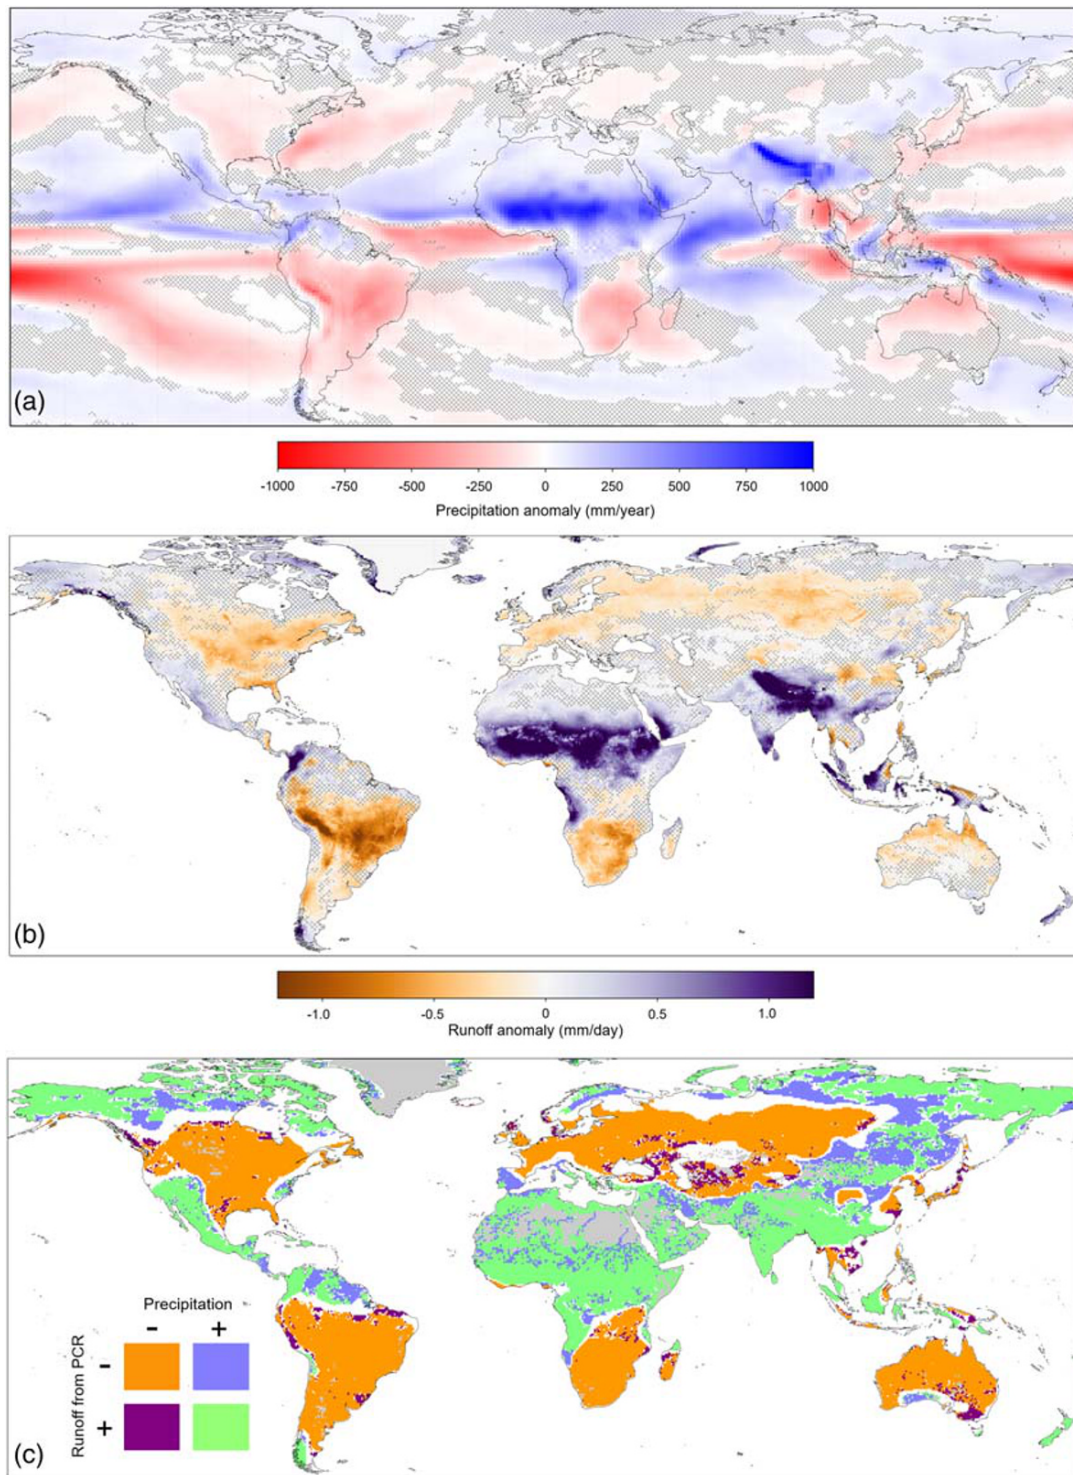 (a)
-1000 -750 -500 -250 0 250 500 750 1000
Precipitation anomaly (mm/year)
(b)
-1.0 -0.5 0 0.5 1.0
Runoff anomaly (mm/day)
Precipitation
- +
Runoff from PCR
-
+
(c)